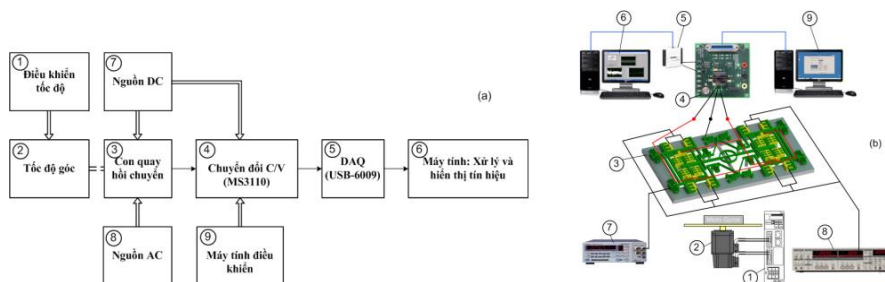 1
Điều khiển
tốc độ
7
Nguồn DC
2
Tốc độ góc
3
Con quay
hồi chuyển
4
Chuyển đổi C/V
(MS3110)
5
DAQ
(USB-6009)
6
Máy tính: Xử lý và
hiển thị tín hiệu
8
Nguồn AC
9
Máy tính điều
khiển
(a)
6
5
9
4
3
(b)
7
2
1
8